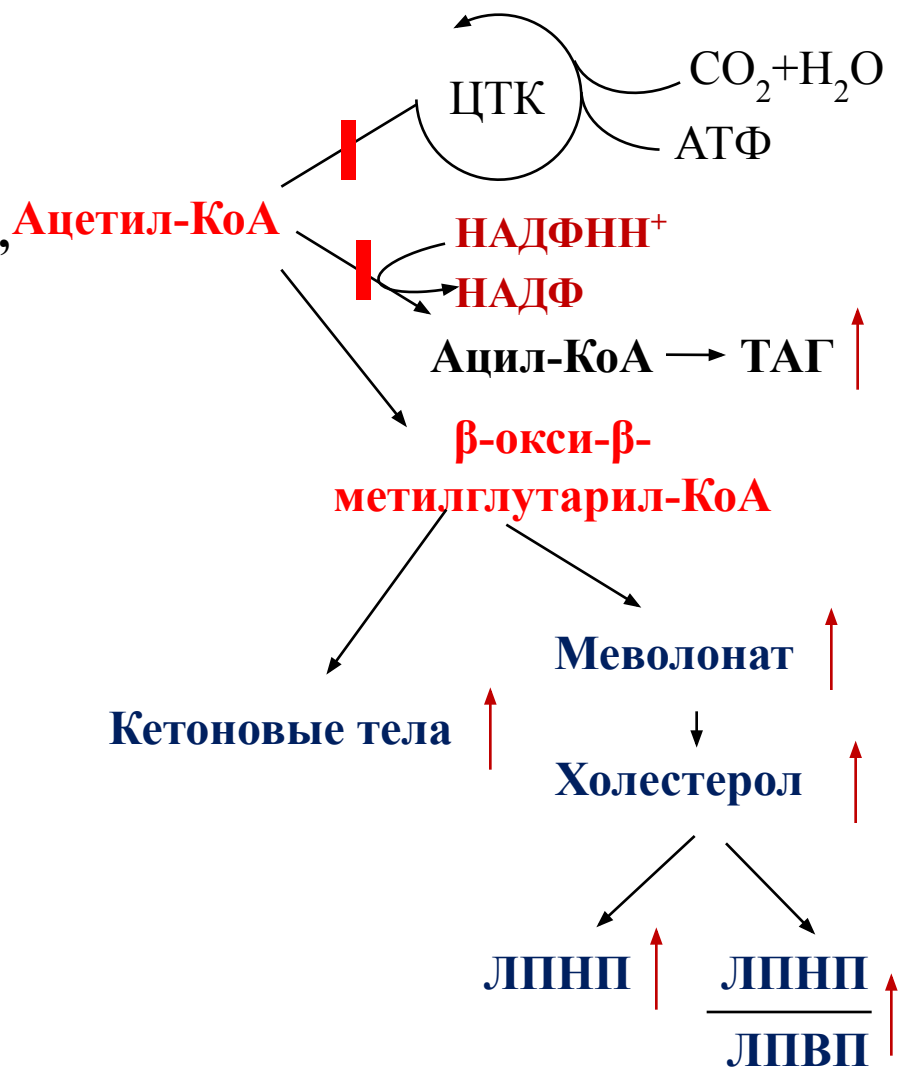 ЦТК
CO₂+H₂O
АТФ
,Ацетил-КоА
НАДФНН⁺
НАДФ
Ацил-КоА
ТАГ
β-окси-β-
метилглутарил-КоА
Меволонат
Кетоновые тела
Холестерол
ЛПНП
ЛПНП
ЛПВП